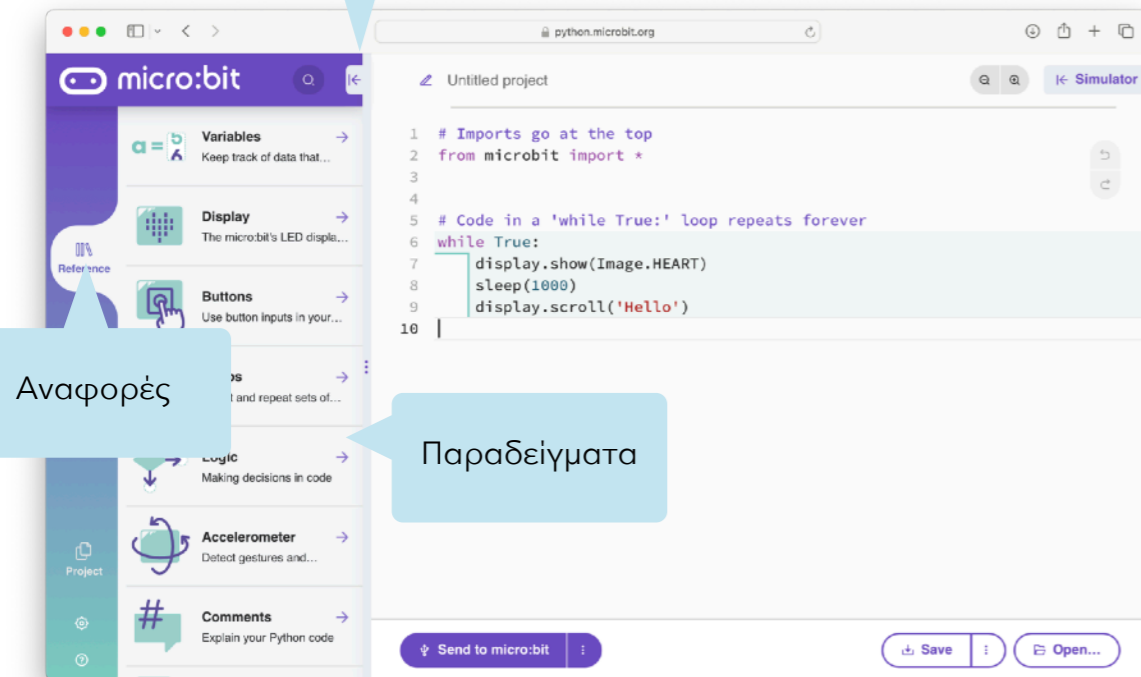 python.microbit.org
micro:bit
Untitled project
Simulator
Variables
Keep track of data that...
Display
The micro:bit's LED displa...
Reference
Buttons
Use button inputs in your...
and repeat sets of...
Logic
Making decisions in code
Accelerometer
Detect gestures and...
Project
Comments
Explain your Python code
Αναφορές
Παραδείγματα
1 # Imports go at the top
2 from microbit import *
3
4
5 # Code in a 'while True:' loop repeats forever
6 while True:
7 display.show(Image.HEART)
8 sleep(1000)
9 display.scroll('Hello')
10
Send to micro:bit
Save
Open...